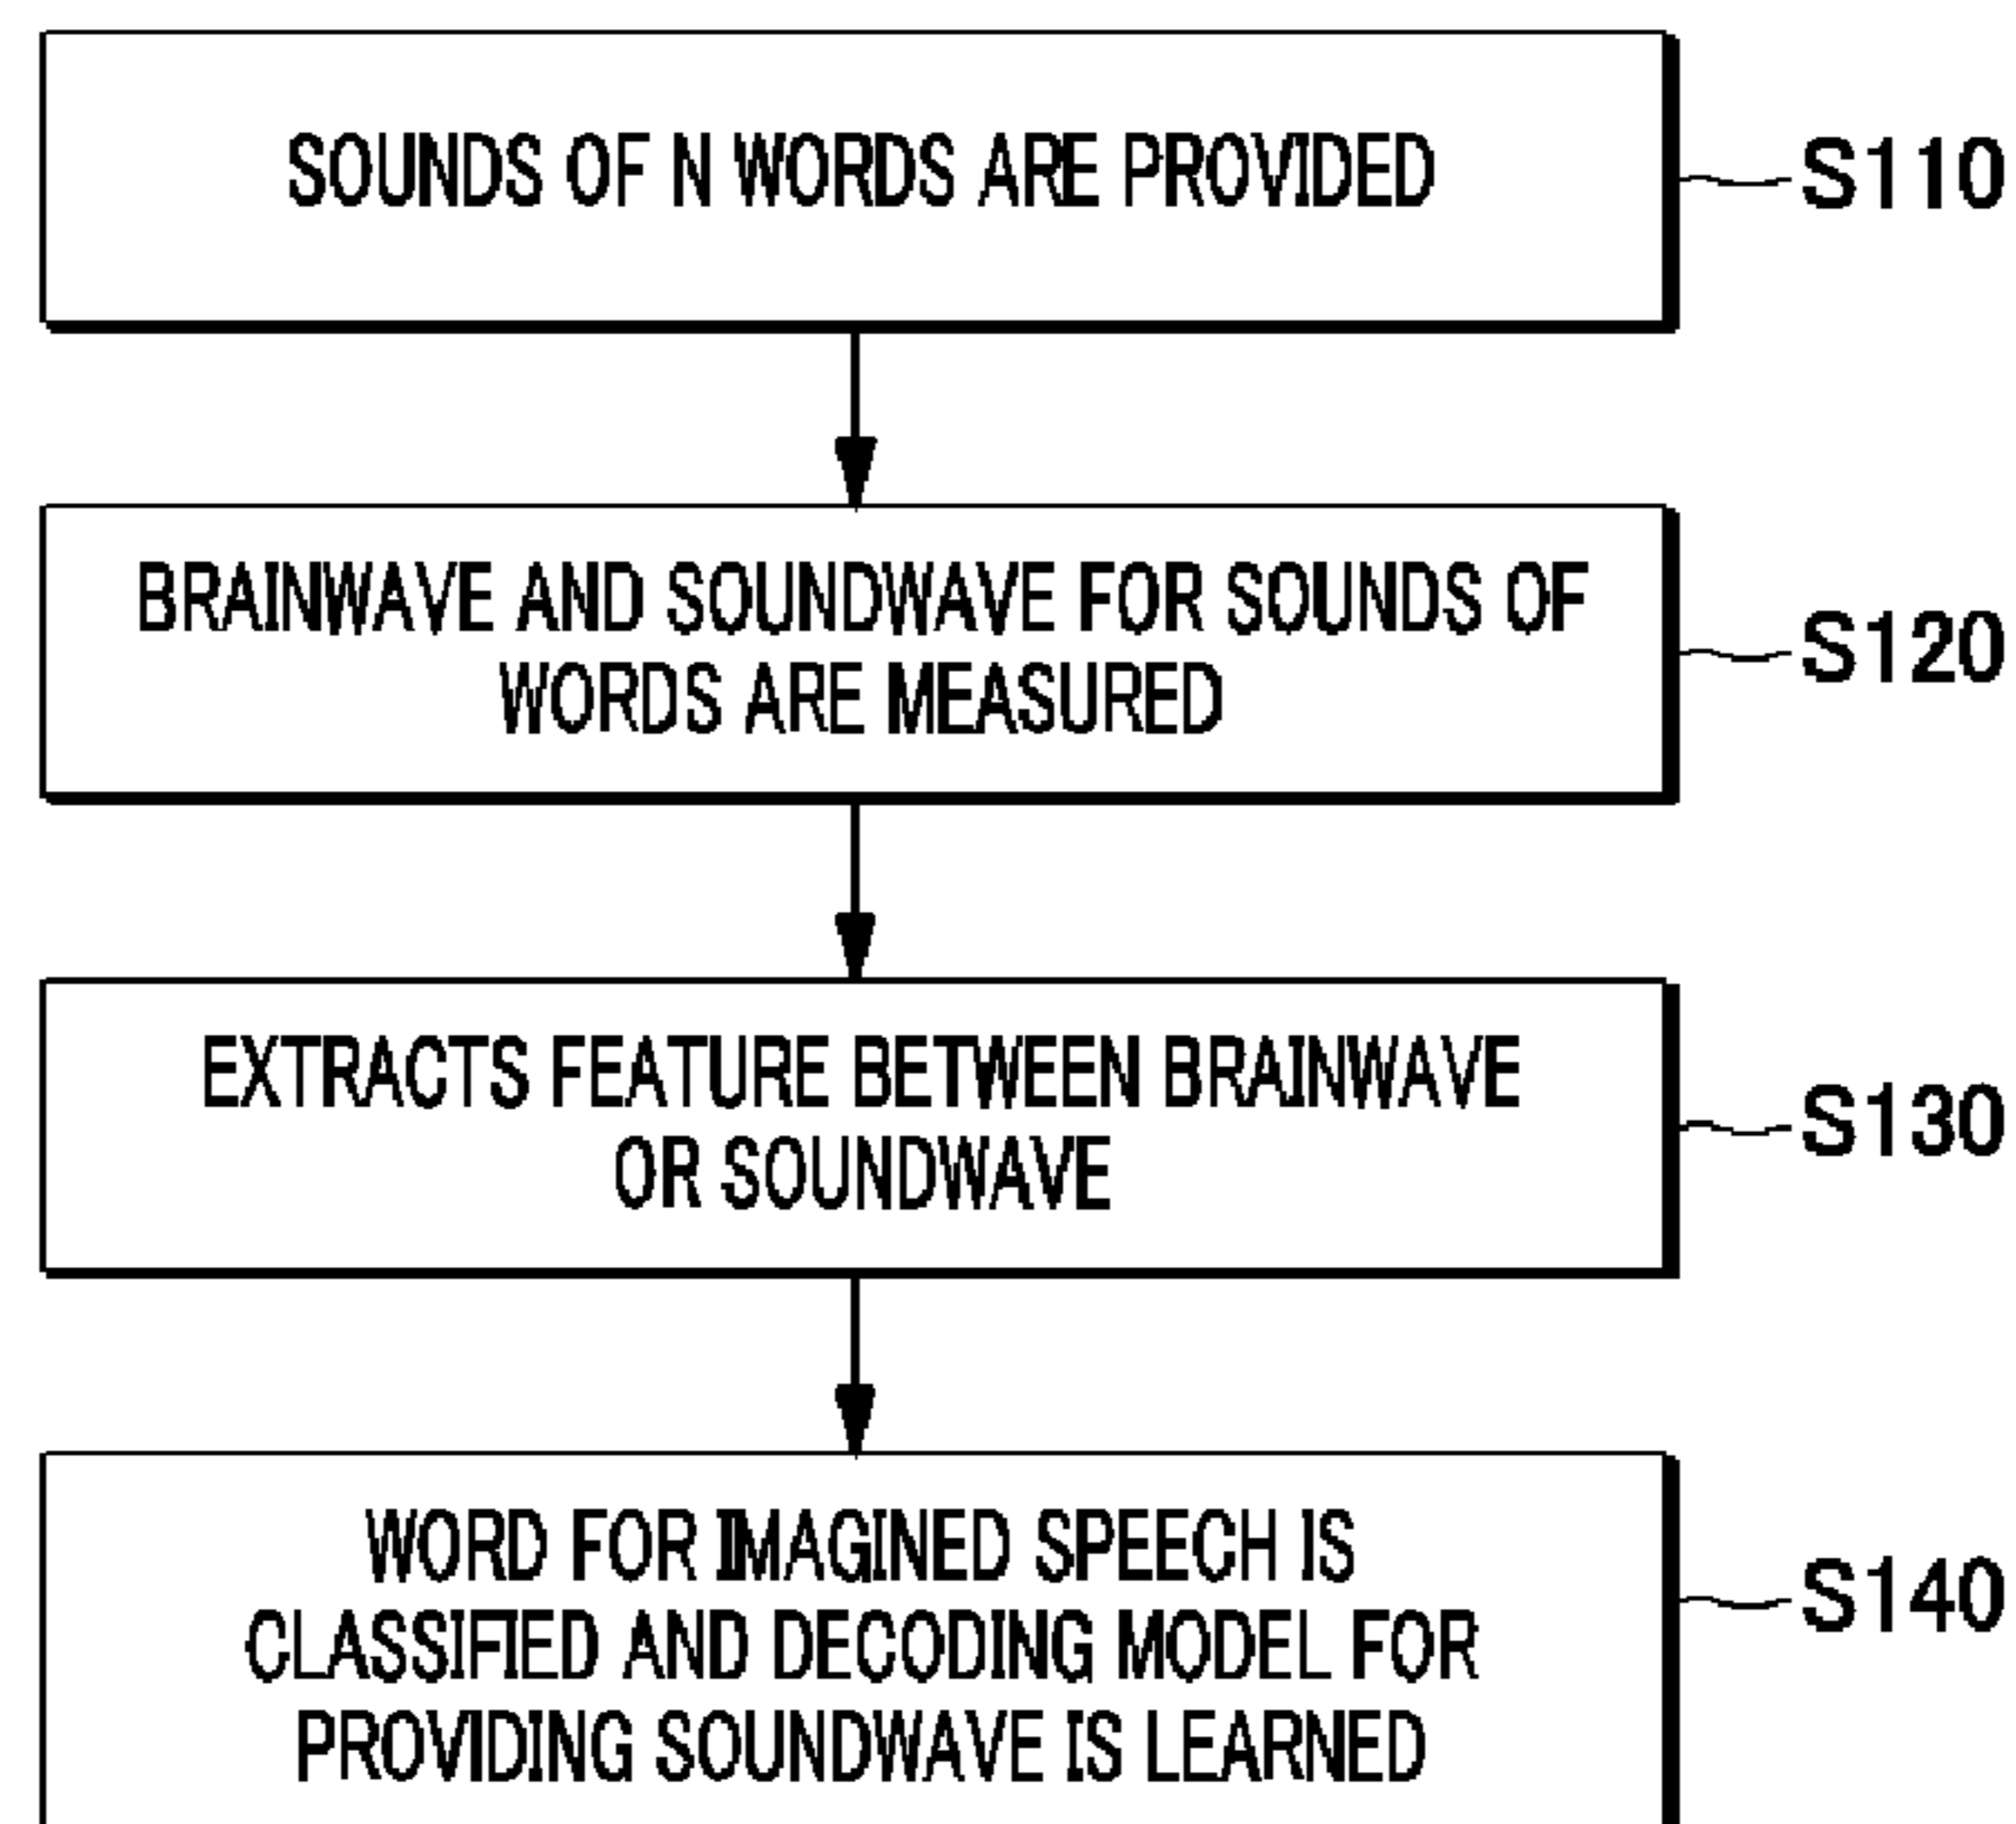 SOUNDS OF N WORDS ARE PROVIDED
S110
BRAINWAVE AND SOUNDWAVE FOR SOUNDS OF
WORDS ARE MEASURED
S120
EXTRACTS FEATURE BETWEEN BRAINWAVE
OR SOUNDWAVE
S130
WORD FOR IMAGINED SPEECH IS
CLASSIFIED AND DECODING MODEL FOR
PROVIDING SOUNDWAVE IS LEARNED
S140